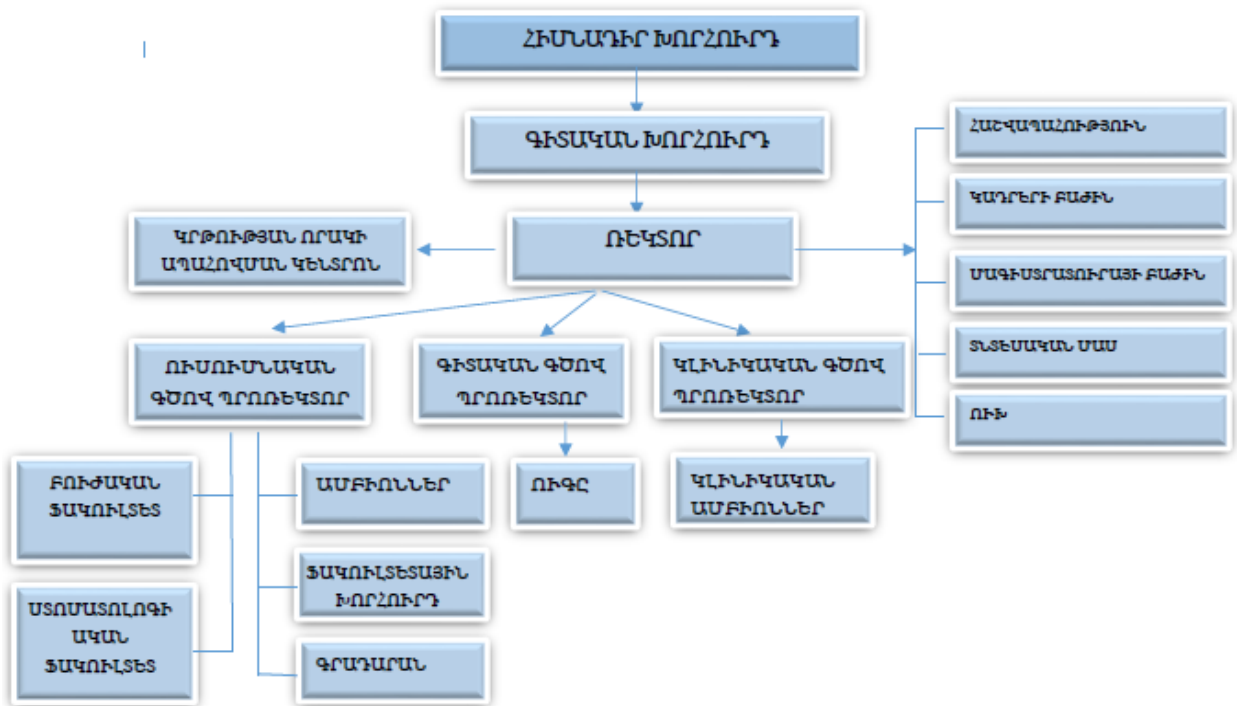 ՀԻՄՆԱԴԻՐ ԽՈՐՀՈՒՐԴ
ԳԻՏԱԿԱՆ ԽՈՐՀՈՒՐԴ
ՌԵԿՏՈՐ
ԿՐԹՈՒԹՅԱՆ ՈՐԱԿԻ
ԱՊԱՀՈՎՄԱՆ ԿԵՆՏՐՈՆ
ՀԱՇՎԱՊԱՀՈՒԹՅՈՒՆ
ԿԱԴՐԵՐԻ ԲԱԺԻՆ
ՄԱԳԻՍՏՐԱՏՈՒՐԱՅԻ ԲԱԺԻՆ
ՏՆՏԵՍԱԿԱՆ ՄԱՍ
ՈՒԽ
ՈՒՍՈՒՄՆԱԿԱՆ
ԳԾՈՎ ՊՐՈՌԵԿՏՈՐ
ԳԻՏԱԿԱՆ ԳԾՈՎ
ՊՐՈՌԵԿՏՈՐ
ԿԼԻՆԻԿԱԿԱՆ ԳԾՈՎ
ՊՐՈՌԵԿՏՈՐ
ԲՈՒԺԱԿԱՆ
ՖԱԿՈՒԼՏԵՏ
ՍՏՈՄԱՏՈԼՈԳԻ
ԱԿԱՆ
ՖԱԿՈՒԼՏԵՏ
ԱՄԲԻՈՆՆԵՐ
ՖԱԿՈՒԼՏԵՏԱՅԻՆ
ԽՈՐՀՈՒՐԴ
ԳՐԱԴԱՐԱՆ
ՈՒԳԸ
ԿԼԻՆԻԿԱԿԱՆ
ԱՄԲԻՈՆՆԵՐ